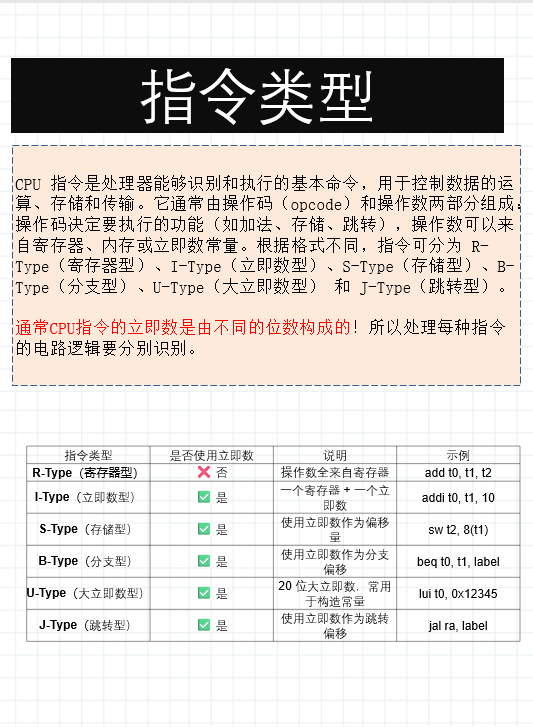 指令类型
CPU 指令是处理器能够识别和执行的基本命令，用于控制数据的运
算、存储和传输。它通常由操作码（opcode）和操作数两部分组成，
操作码决定要执行的功能（如加法、存储、跳转），操作数可以来
自寄存器、内存或立即数常量。根据格式不同，指令可分为 R-
Type（寄存器型）、I-Type（立即数型）、S-Type（存储型）、B-
Type（分支型）、U-Type（大立即数型） 和 J-Type（跳转型）。
通常CPU指令的立即数是由不同的位数构成的！所以处理每种指令
的电路逻辑要分别识别。
指令类型 是否使用立即数 说明 示例
R-Type（寄存器型） ❌ 否 操作数全来自寄存器 add t0, t1, t2
I-Type（立即数型） ✅ 是 一个寄存器 + 一个立
即数 addi t0, t1, 10
S-Type（存储型） ✅ 是 使用立即数作为偏移
量 sw t2, 8(t1)
B-Type（分支型） ✅ 是 使用立即数作为分支
偏移 beq t0, t1, label
U-Type（大立即数型） ✅ 是 20 位大立即数，常用
于构造常量 lui t0, 0x12345
J-Type（跳转型） ✅ 是 使用立即数作为跳转
偏移 jal ra, label